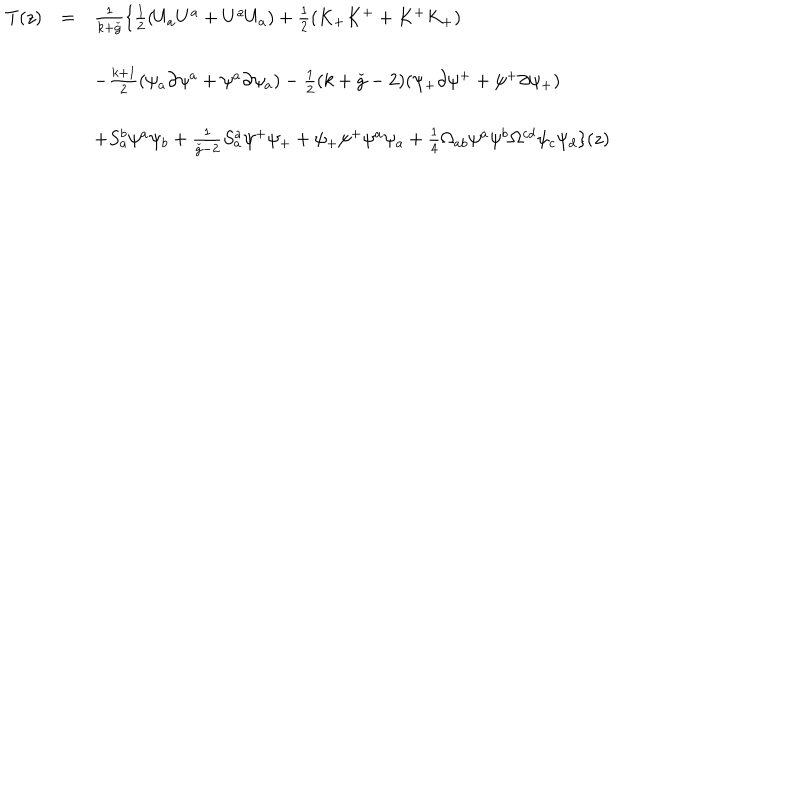 T(z) = \frac{1}{k+\check{g}} \{ \frac{1}{2} (U_a U^a + U^a U_a) + \frac{1}{2} (K_+ K^+ + K^+ K_+)
- \frac{k+1}{2} (\psi_a \partial \psi^a + \psi^a \partial \psi_a) - \frac{1}{2} (k + \check{g} - 2)(\psi_+ \partial \psi^+ + \psi^+ \partial \psi_+)
+ S_a^b \psi^a \psi_b + \frac{1}{\check{g}-2} S_a^a \psi^+ \psi_+ + \psi_+ \psi^+ \psi^a \psi_a + \frac{1}{4} \Omega_{ab} \psi^a \psi^b \Omega^{cd} \psi_c \psi_d \} (z)